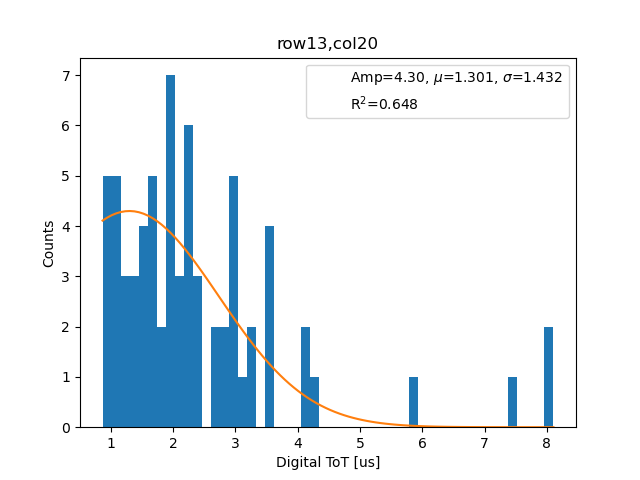 row13,col20
Amp=4.30, μ=1.301, σ=1.432
R²=0.648
7
6
5
4
3
2
1
0
Counts
1 2 3 4 5 6 7 8
Digital ToT [us]